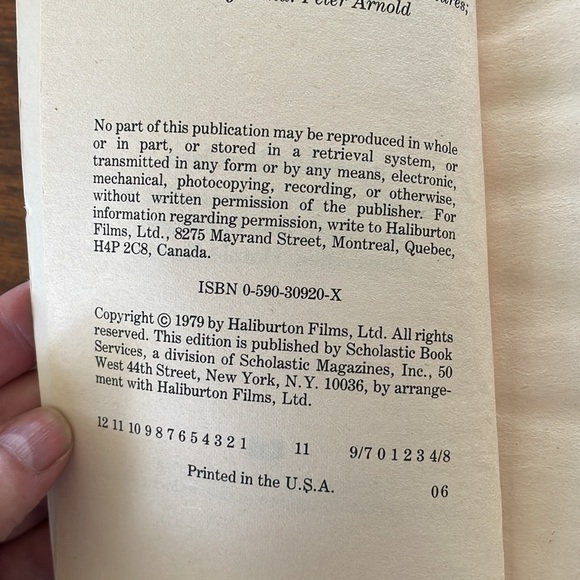 Peter Arnold
No part of this publication may be reproduced in whole
or in part, or stored in a retrieval system, or
transmitted in any form or by any means, electronic,
mechanical, photocopying, recording, or otherwise,
without written permission of the publisher. For
information regarding permission, write to Haliburton
Films, Ltd., 8275 Mayrand Street, Montreal, Quebec,
H4P 2C8, Canada.
ISBN 0-590-30920-X
Copyright © 1979 by Haliburton Films, Ltd. All rights
reserved. This edition is published by Scholastic Book
Services, a division of Scholastic Magazines, Inc., 50
West 44th Street, New York, N.Y. 10036, by arrange-
ment with Haliburton Films, Ltd.
12 11 10 9 8 7 6 5 4 3 2 1 11 9/7 0 1 2 3 4/8
Printed in the U.S.A. 06